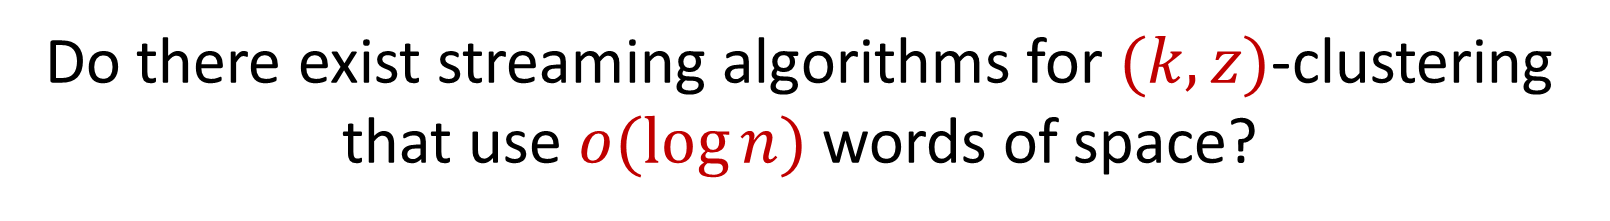 Do there exist streaming algorithms for (k, z)-clustering
that use o(log n) words of space?